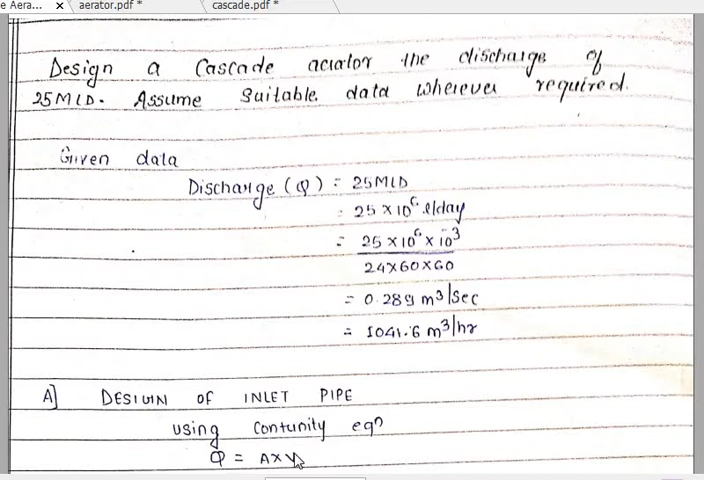 e Aera... × aerator.pdf * cascade.pdf *
Design a Cascade aerator the discharge of
25MLD. Assume Suitable data wherever required.
Given data
Discharge (Q) = 25MLD
= 25 × 10⁶ l/day
= 25 × 10⁶ × 10⁻³
24×60×60
= 0.289 m³/sec
= 1041.6 m³/hr
A] DESIGN OF INLET PIPE
using Contunity eqⁿ
Q = A×V